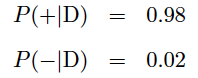 P(+|D) = 0.98
P(−|D) = 0.02